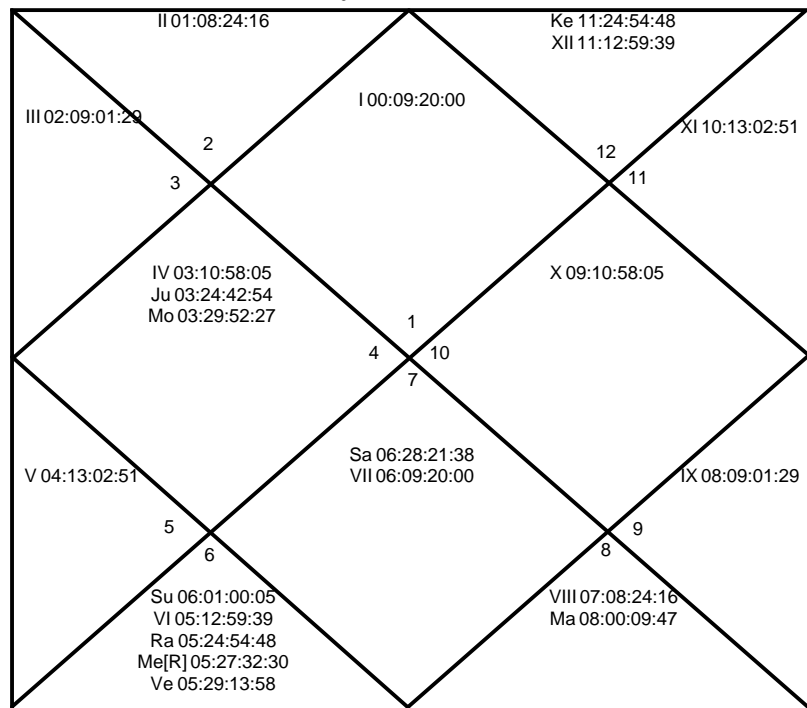 II 01:08:24:16
Ke 11:24:54:48
XII 11:12:59:39
I 00:09:20:00
III 02:09:01:29
XI 10:13:02:51
2
12
3
11
IV 03:10:58:05
Ju 03:24:42:54
Mo 03:29:52:27
X 09:10:58:05
1
4
10
7
Sa 06:28:21:38
VII 06:09:20:00
V 04:13:02:51
IX 08:09:01:29
5
9
6
8
Su 06:01:00:05
VI 05:12:59:39
Ra 05:24:54:48
Me[R] 05:27:32:30
Ve 05:29:13:58
VIII 07:08:24:16
Ma 08:00:09:47